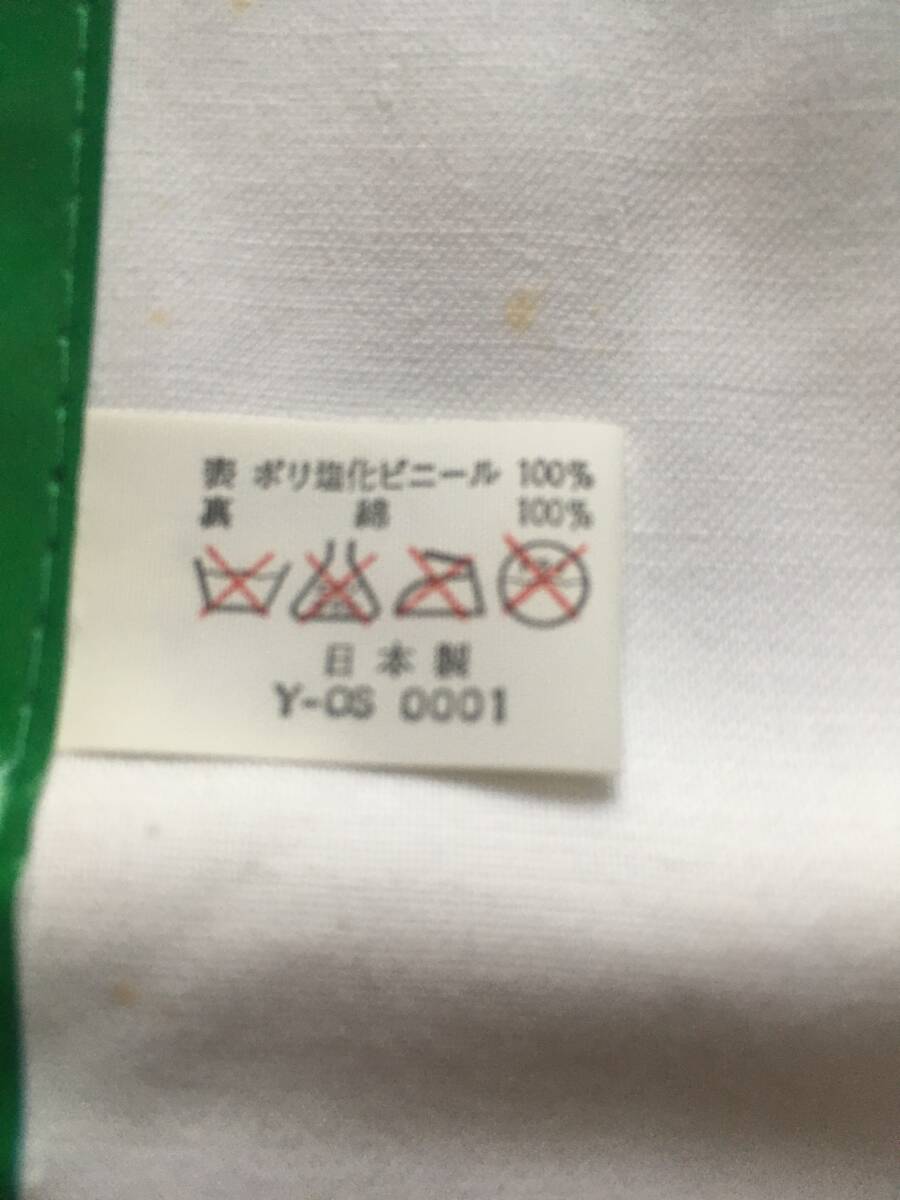 表 ポリ塩化ビニール 100%
裏 綿 100%
日本製
Y-OS 0001